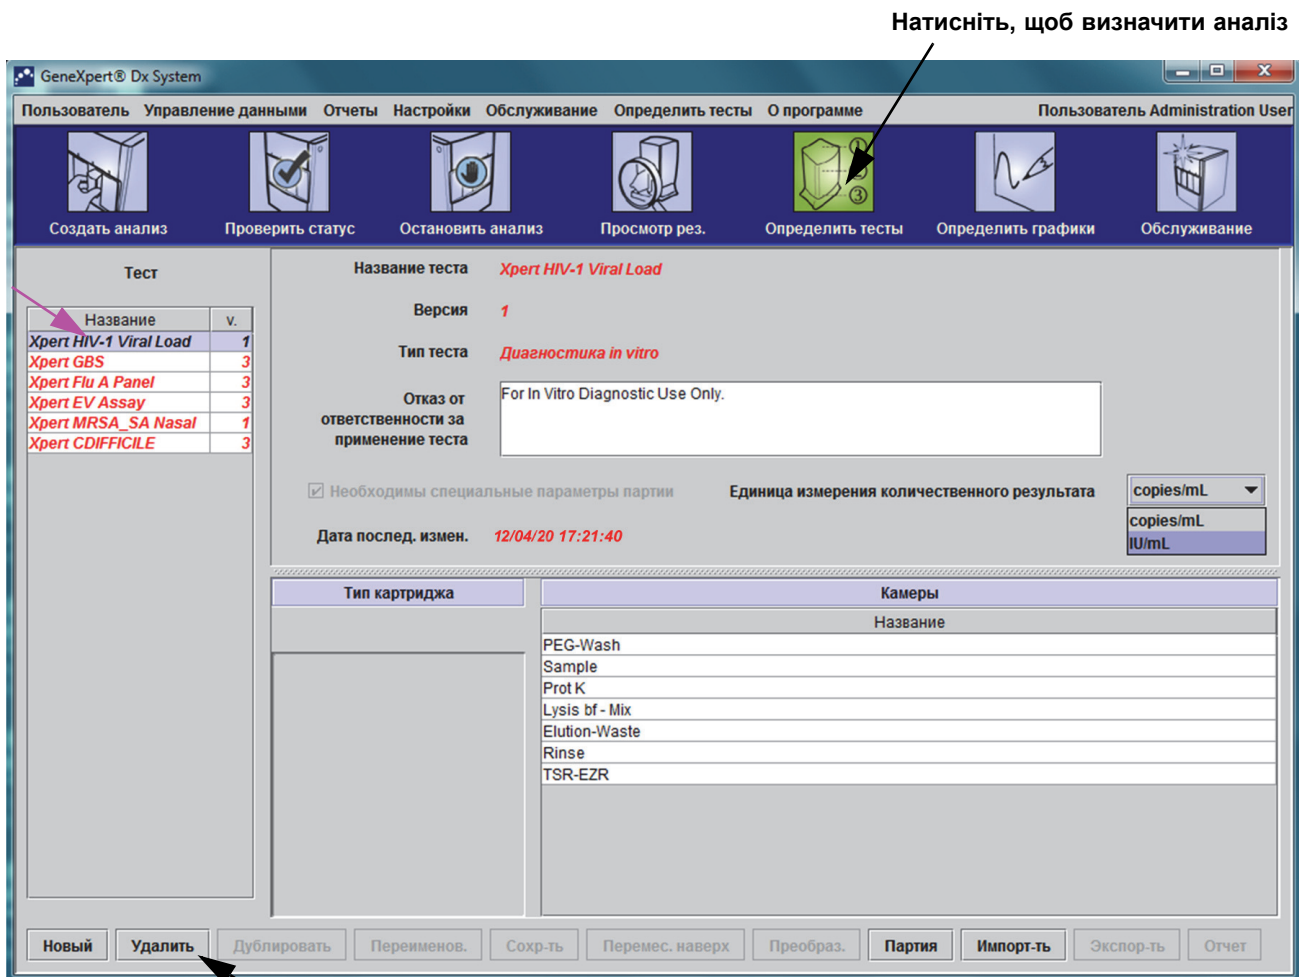 Натисніть, щоб визначити аналіз
GeneXpert® Dx System
Пользователь Управление данными Отчеты Настройки Обслуживание Определить тесты О программе Пользователь Administration User
Создать анализ Проверить статус Остановить анализ Просмотр рез. Определить тесты Определить графики Обслуживание
Тест
Название v.
Xpert HIV-1 Viral Load 1
Xpert GBS 3
Xpert Flu A Panel 3
Xpert EV Assay 3
Xpert MRSA_SA Nasal 1
Xpert CDIFFICILE 3
Название теста Xpert HIV-1 Viral Load
Версия 1
Тип теста Диагностика in vitro
Отказ от
ответственности за
применение теста
For In Vitro Diagnostic Use Only.
Необходимы специальные параметры партии
Единица измерения количественного результата copies/mL
copies/mL
IU/mL
Дата послед. измен. 12/04/20 17:21:40
Тип картриджа
Камеры
Название
PEG-Wash
Sample
Prot K
Lysis bf - Mix
Elution-Waste
Rinse
TSR-EZR
Новый Удалить Дублировать Переименов. Сохр-ть Перемес. наверх Преобраз. Партия Импорт-ть Экспор-ть Отчет